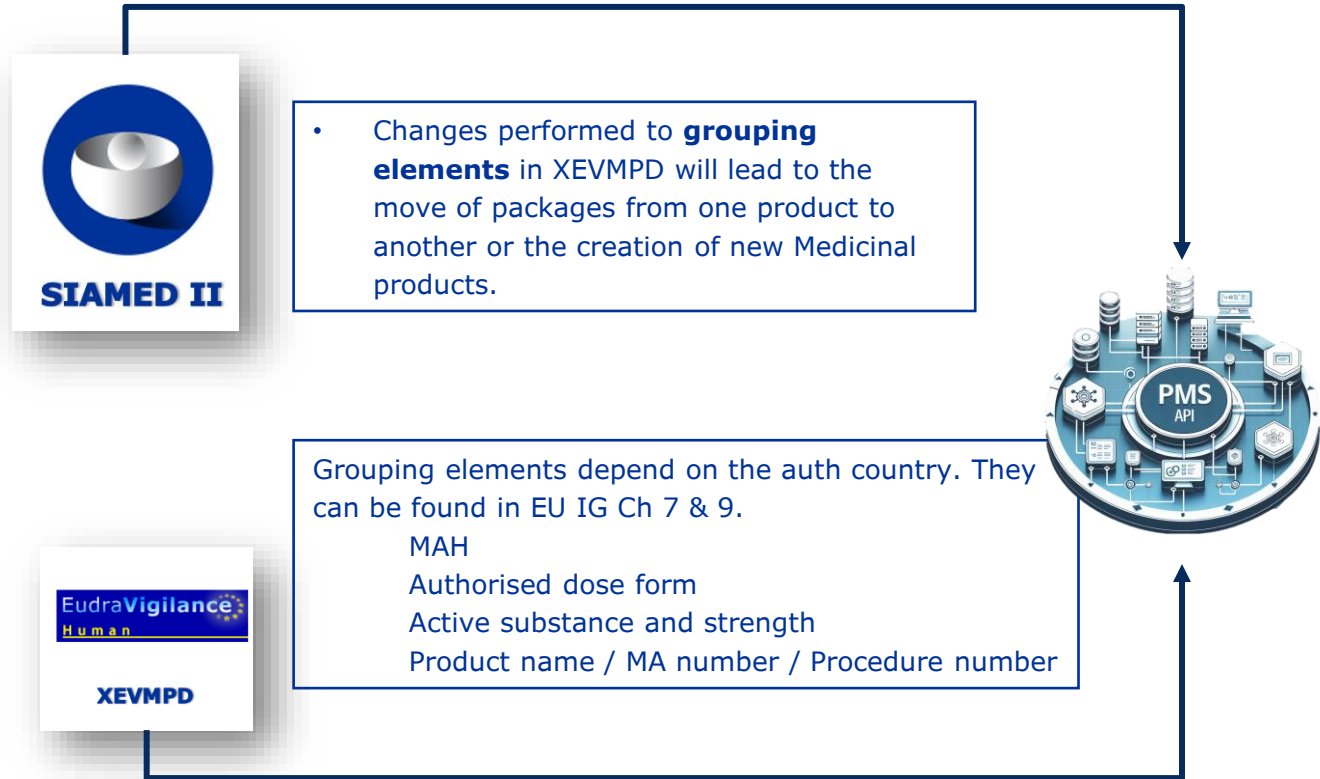 SIAMED II
• Changes performed to grouping
elements in XEVMPD will lead to the
move of packages from one product to
another or the creation of new Medicinal
products.
PMS
API
Grouping elements depend on the auth country. They
can be found in EU IG Ch 7 & 9.
MAH
Authorised dose form
Active substance and strength
Product name / MA number / Procedure number
EudraVigilance
Human
XEVMPD